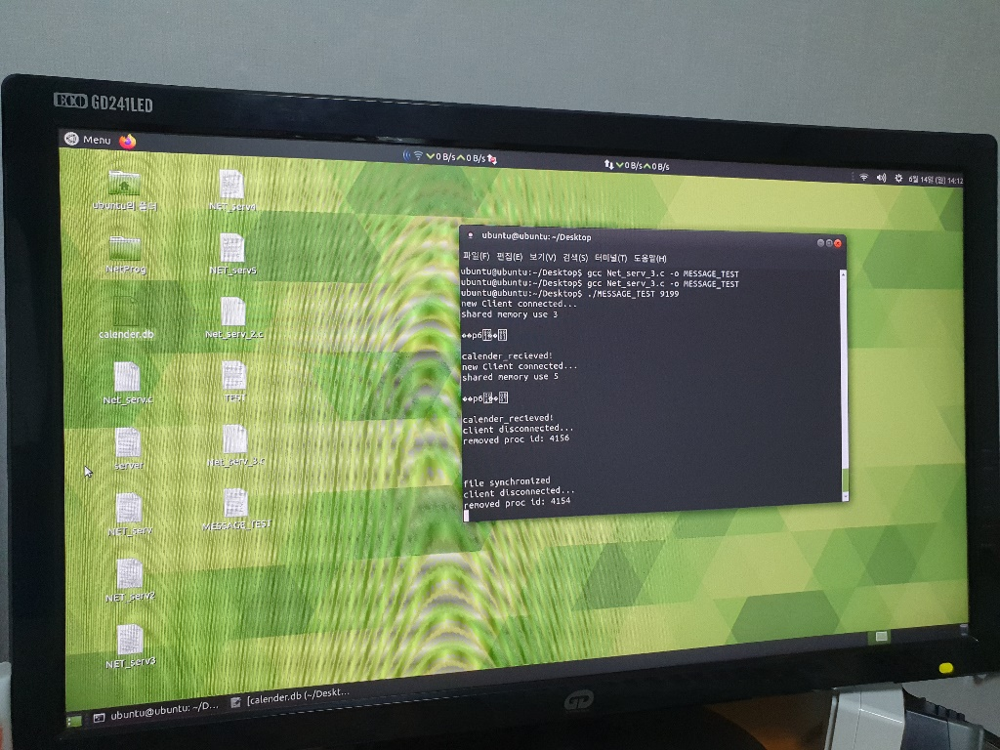 ECO GD241LED
Menu
0 B/s 0 B/s
0 B/s 0 B/s
6월 14일 (일) 14:12
ubuntu의 홈
NET_serv4
NetProg
NET_serv5
calender.db
Net_serv_2.c
Net_serv.c
TEST
server
Net_serv_3.c
NET_serv
MESSAGE_TEST
NET_serv2
NET_serv3
ubuntu@ubuntu: ~/Desktop
파일(F) 편집(E) 보기(V) 검색(S) 터미널(T) 도움말(H)
ubuntu@ubuntu:~/Desktop$ gcc Net_serv_3.c -o MESSAGE_TEST
ubuntu@ubuntu:~/Desktop$ gcc Net_serv_3.c -o MESSAGE_TEST
ubuntu@ubuntu:~/Desktop$ ./MESSAGE_TEST 9199
new Client connected...
shared memory use 3
��p6
calender_recieved!
new Client connected...
shared memory use 5
��p6
calender_recieved!
client disconnected...
removed proc id: 4156
file synchronized
client disconnected...
removed proc id: 4154
ubuntu@ubuntu: ~/D...
[calender.db (~/Deskt...